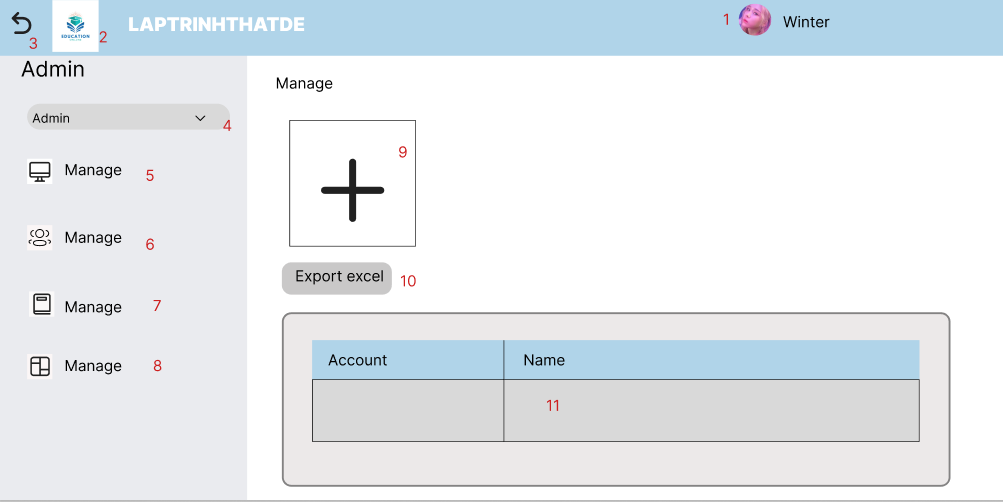 1
Winter
EDUCATION
2
LAPTRINHTHATDE
3
Admin
Admin
4
Manage
5
Manage
6
Manage
7
Manage
8
Manage
9
Export excel
10
Account
Name
11